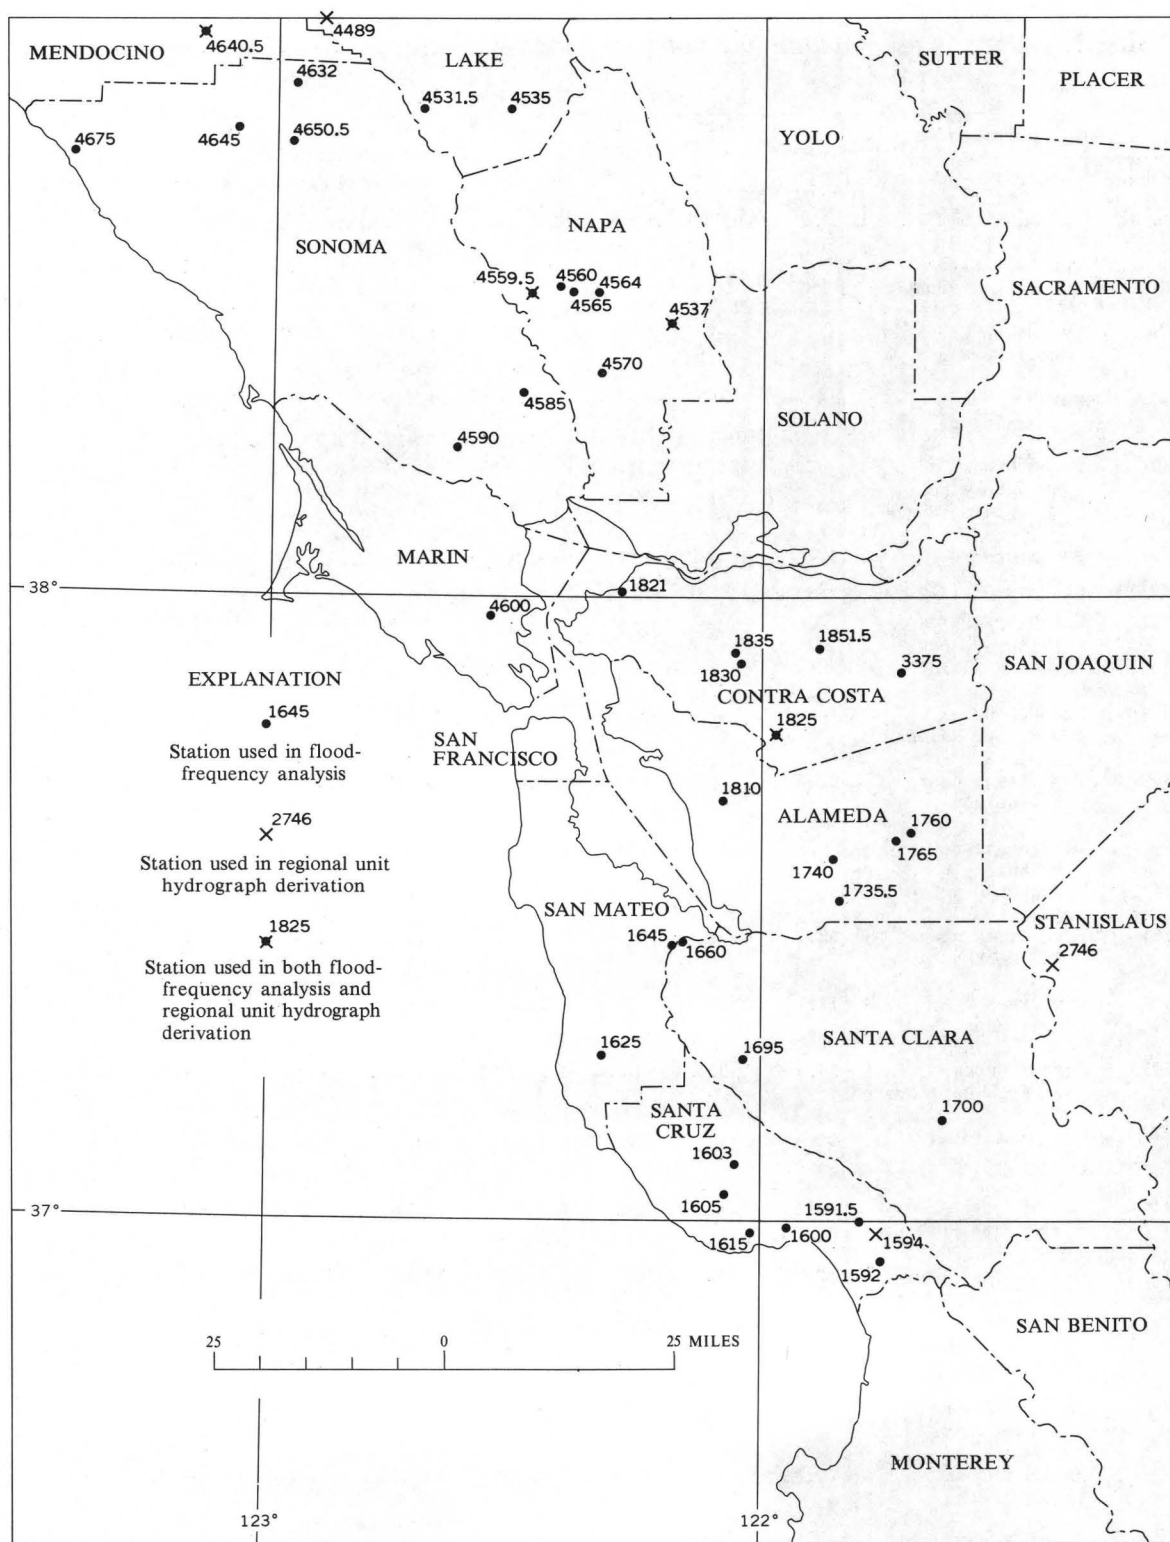 4489
MENDOCINO
4640.5
LAKE
SUTTER
PLACER
4632
4531.5
4535
4675
4645
4650.5
YOLO
NAPA
SONOMA
4559.5
4560
4564
4565
4537
SACRAMENTO
4570
4585
SOLANO
4590
MARIN
38°
1821
4600
1835
1851.5
1830
3375
SAN JOAQUIN
CONTRA COSTA
1825
EXPLANATION
1645
Station used in flood-
frequency analysis
2746
Station used in regional unit
hydrograph derivation
1825
Station used in both flood-
frequency analysis and
regional unit hydrograph
derivation
SAN
FRANCISCO
1810
ALAMEDA
1760
1765
1740
1735.5
SAN MATEO
STANISLAUS
1645
1660
2746
SANTA CLARA
1625
1695
SANTA
CRUZ
1700
1603
1605
37°
1591.5
1615
1600
1594
1592
SAN BENITO
25 0 25 MILES
MONTEREY
123°
122°